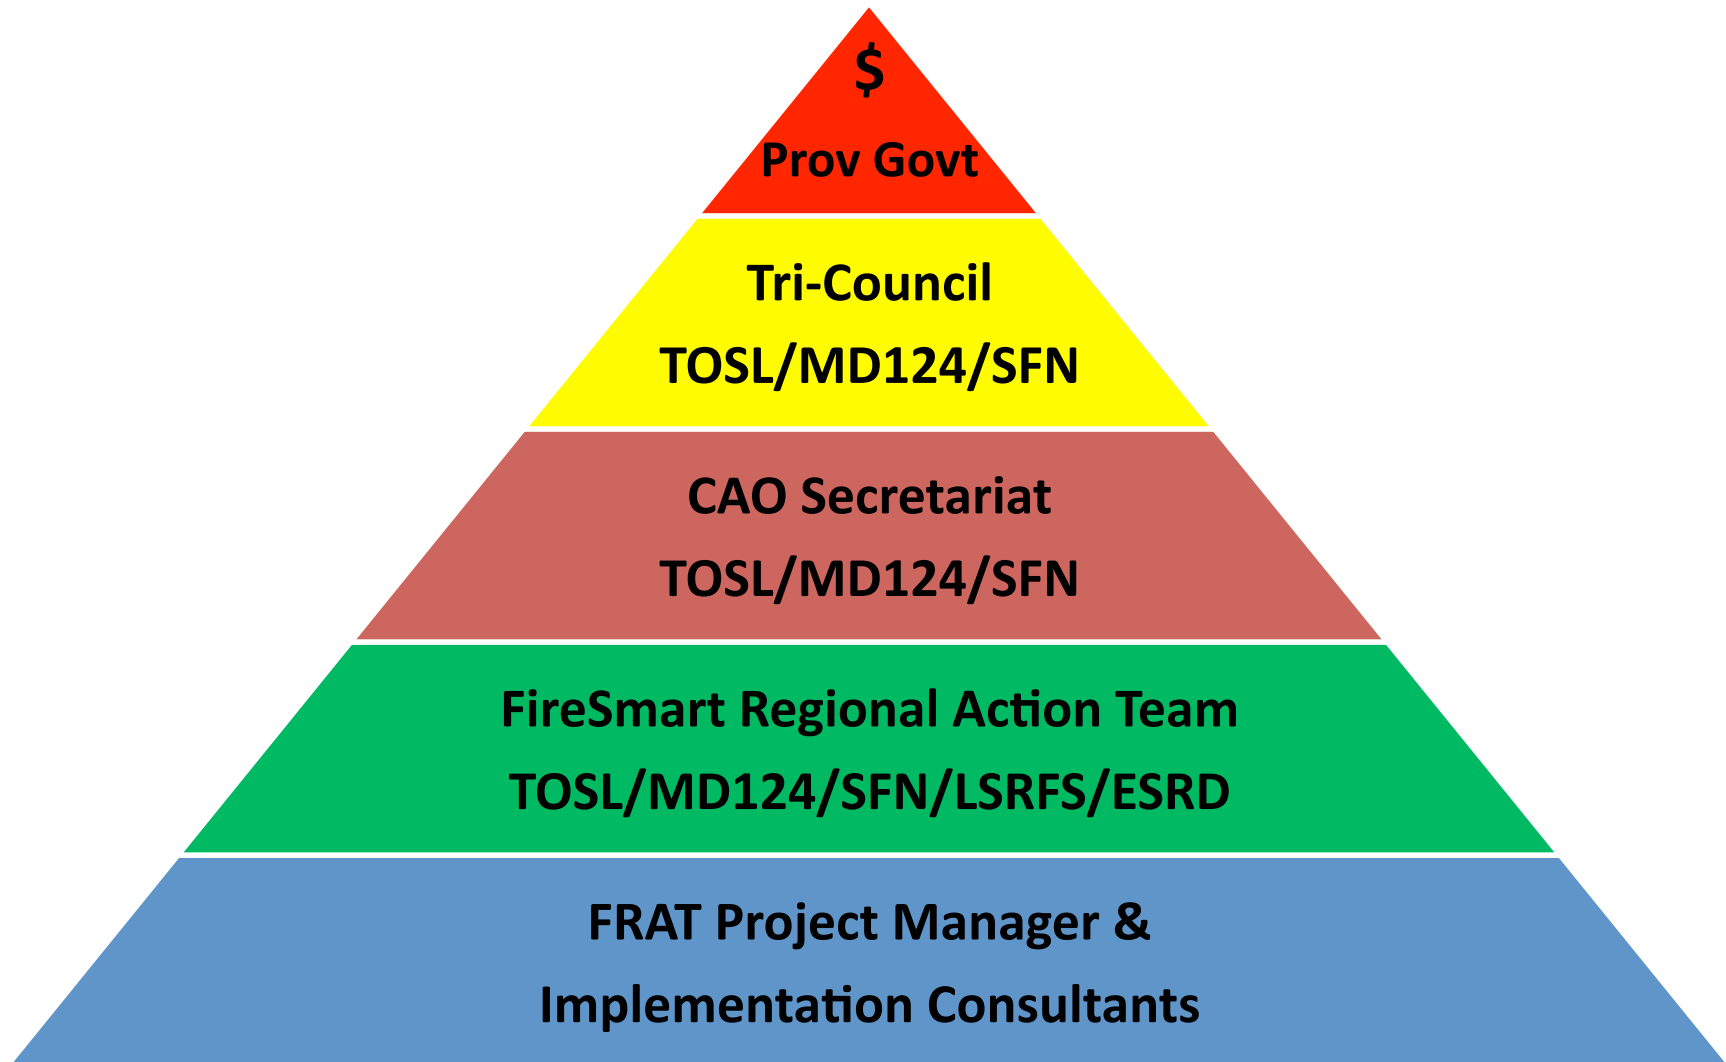 $
Prov Govt
Tri-Council
TOSL/MD124/SFN
CAO Secretariat
TOSL/MD124/SFN
FireSmart Regional Action Team
TOSL/MD124/SFN/LSRFS/ESRD
FRAT Project Manager &
Implementation Consultants